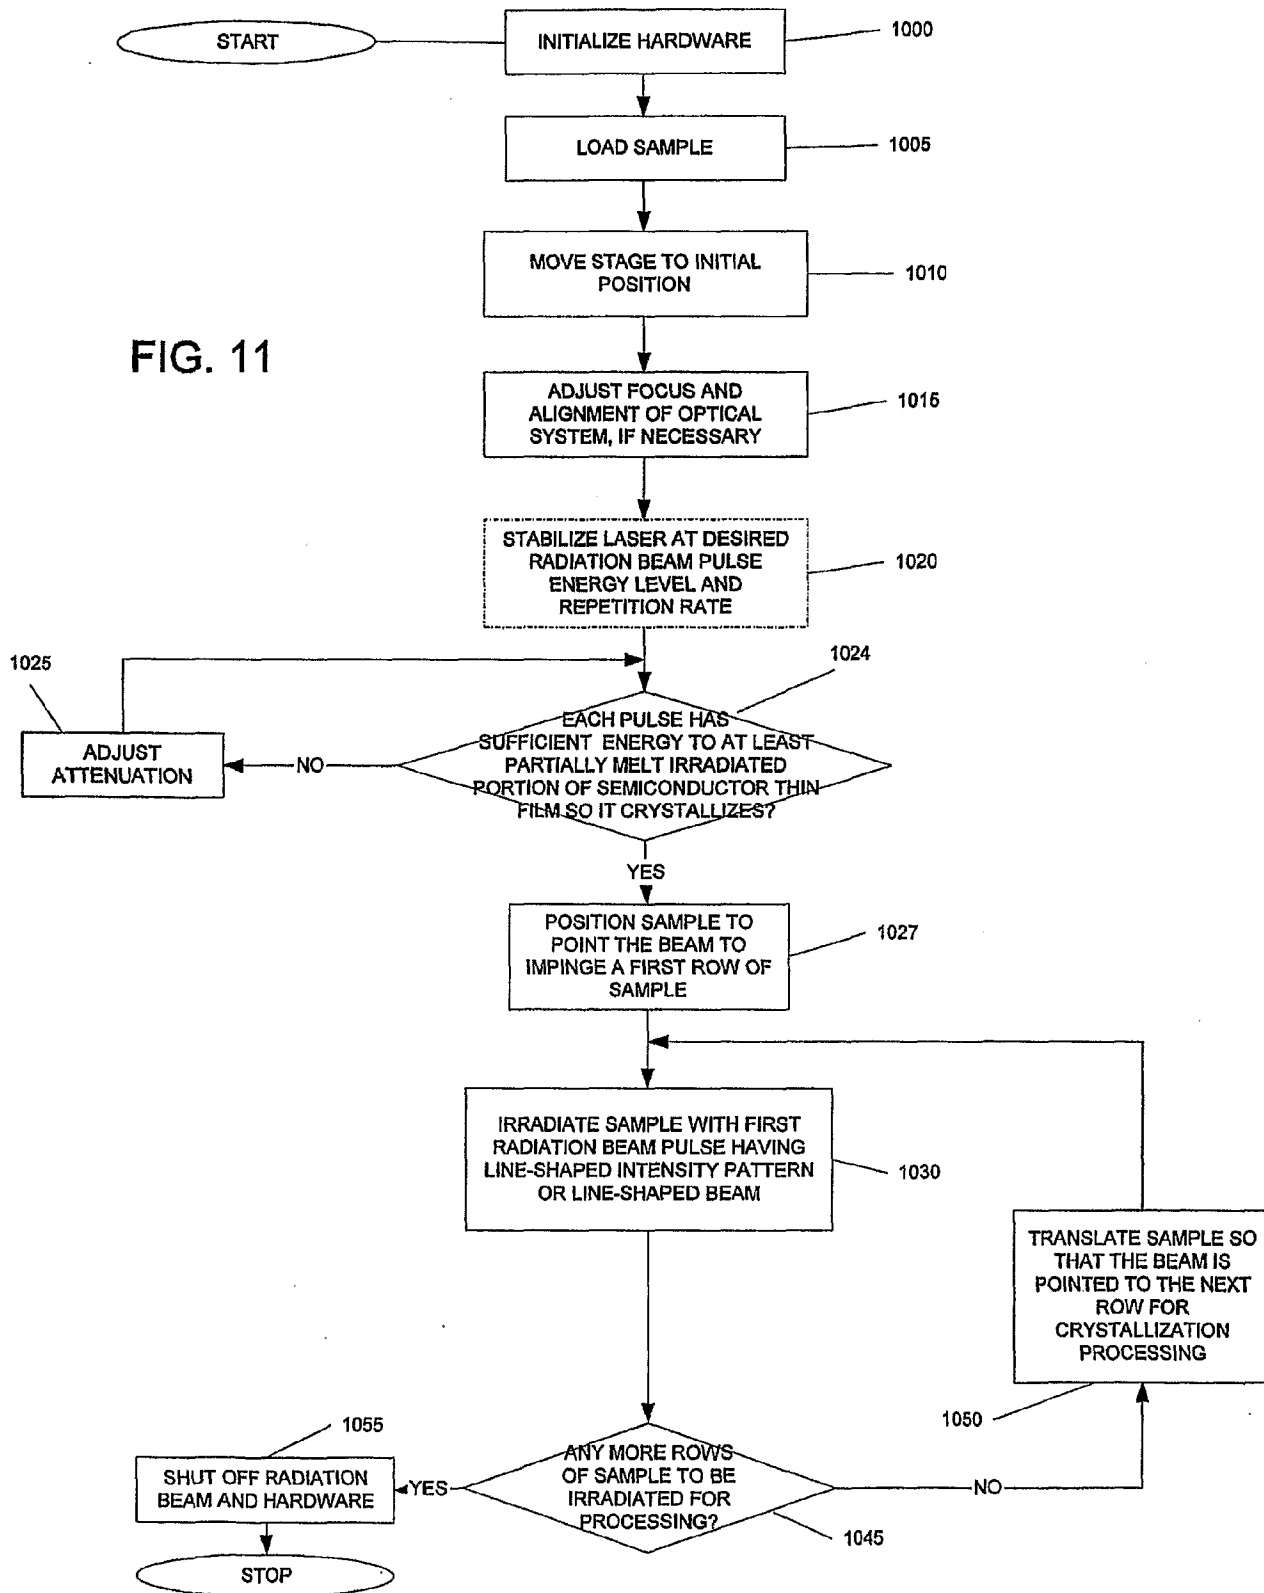 START
INITIALIZE HARDWARE
1000
LOAD SAMPLE
1005
MOVE STAGE TO INITIAL
POSITION
1010
FIG. 11
ADJUST FOCUS AND
ALIGNMENT OF OPTICAL
SYSTEM, IF NECESSARY
1015
STABILIZE LASER AT DESIRED
RADIATION BEAM PULSE
ENERGY LEVEL AND
REPETITION RATE
1020
1025
1024
ADJUST
ATTENUATION
NO
EACH PULSE HAS
SUFFICIENT ENERGY TO AT LEAST
PARTIALLY MELT IRRADIATED
PORTION OF SEMICONDUCTOR THIN
FILM SO IT CRYSTALLIZES?
YES
POSITION SAMPLE TO
POINT THE BEAM TO
IMPINGE A FIRST ROW OF
SAMPLE
1027
IRRADIATE SAMPLE WITH FIRST
RADIATION BEAM PULSE HAVING
LINE-SHAPED INTENSITY PATTERN
OR LINE-SHAPED BEAM
1030
TRANSLATE SAMPLE SO
THAT THE BEAM IS
POINTED TO THE NEXT
ROW FOR
CRYSTALLIZATION
PROCESSING
1050
1055
SHUT OFF RADIATION
BEAM AND HARDWARE
YES
ANY MORE ROWS
OF SAMPLE TO BE
IRRADIATED FOR
PROCESSING?
NO
1045
STOP